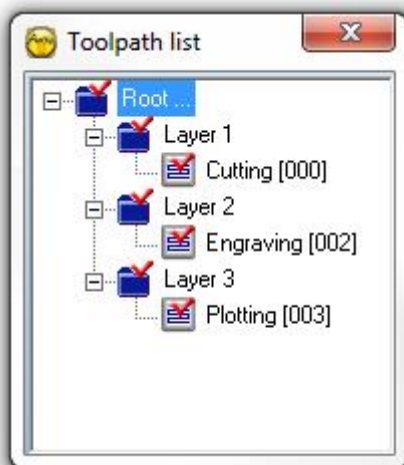 Toolpath list
Root ...
Layer 1
Cutting [000]
Layer 2
Engraving [002]
Layer 3
Plotting [003]